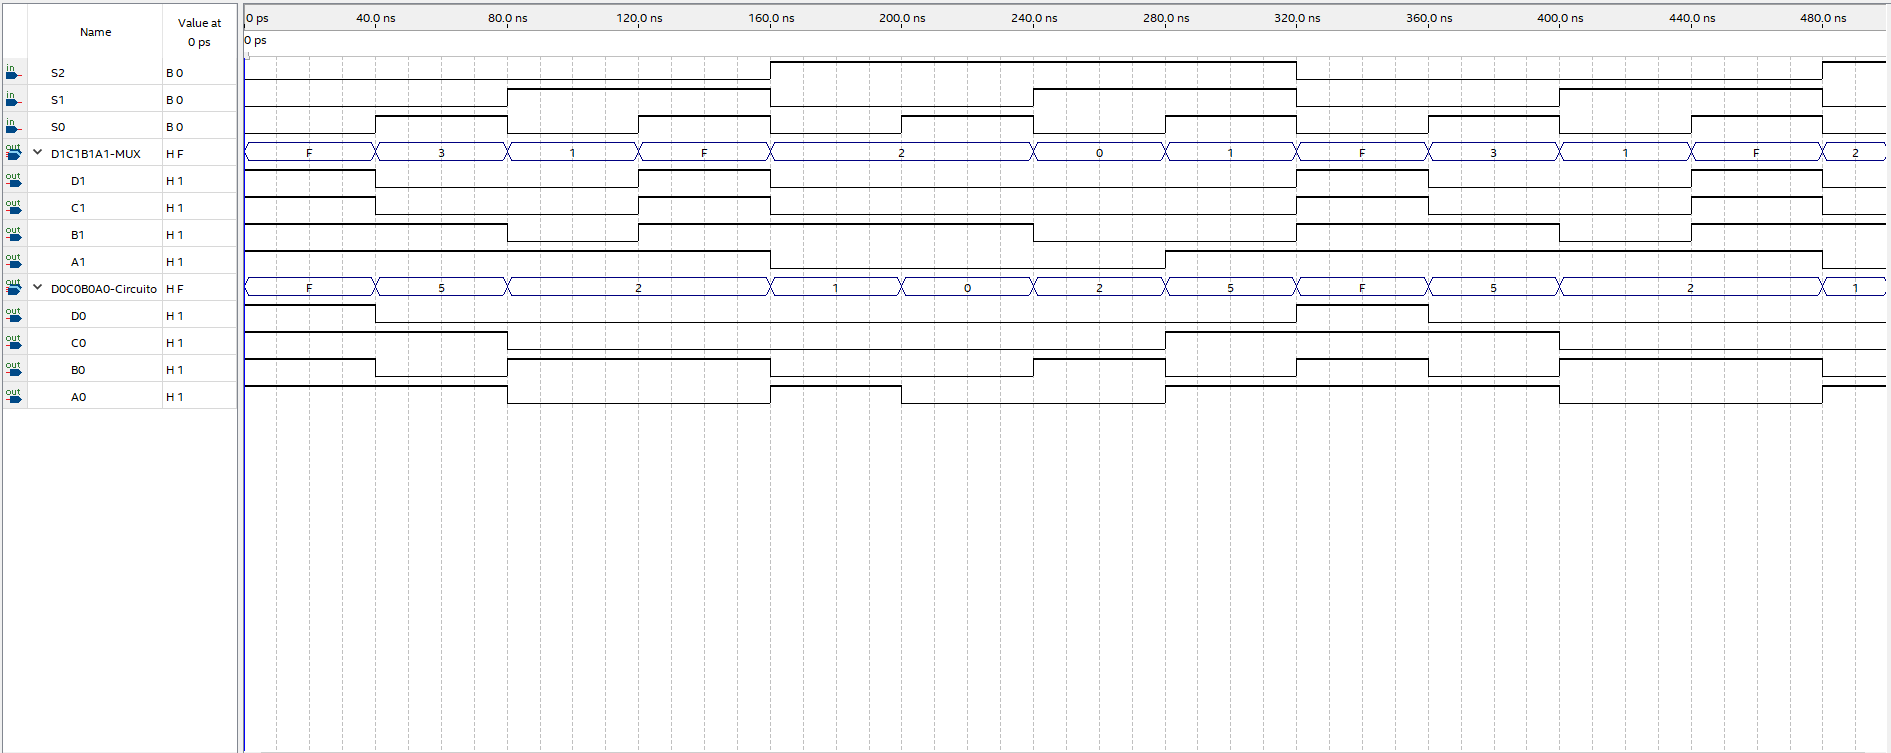 Name Value at 0 ps
0 ps 40.0 ns 80.0 ns 120.0 ns 160.0 ns 200.0 ns 240.0 ns 280.0 ns 320.0 ns 360.0 ns 400.0 ns 440.0 ns 480.0 ns
0 ps
in S2 B 0
in S1 B 0
in S0 B 0
out D1C1B1A1-MUX H F F 3 1 F 2 0 1 F 3 1 F 2
out D1 H 1
out C1 H 1
out B1 H 1
out A1 H 1
out D0C0B0A0-Circuito H F F 5 2 1 0 2 5 F 5 2 1
out D0 H 1
out C0 H 1
out B0 H 1
out A0 H 1